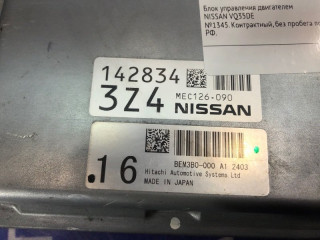 Блок управления двигателем
NISSAN VQ35DE
№1345. Контрактный, без пробега по
РФ.
142834
3Z4
MEC126-090
NISSAN
16
BEM3B0-000 A1 2403
Hitachi Automotive Systems Ltd
MADE IN JAPAN